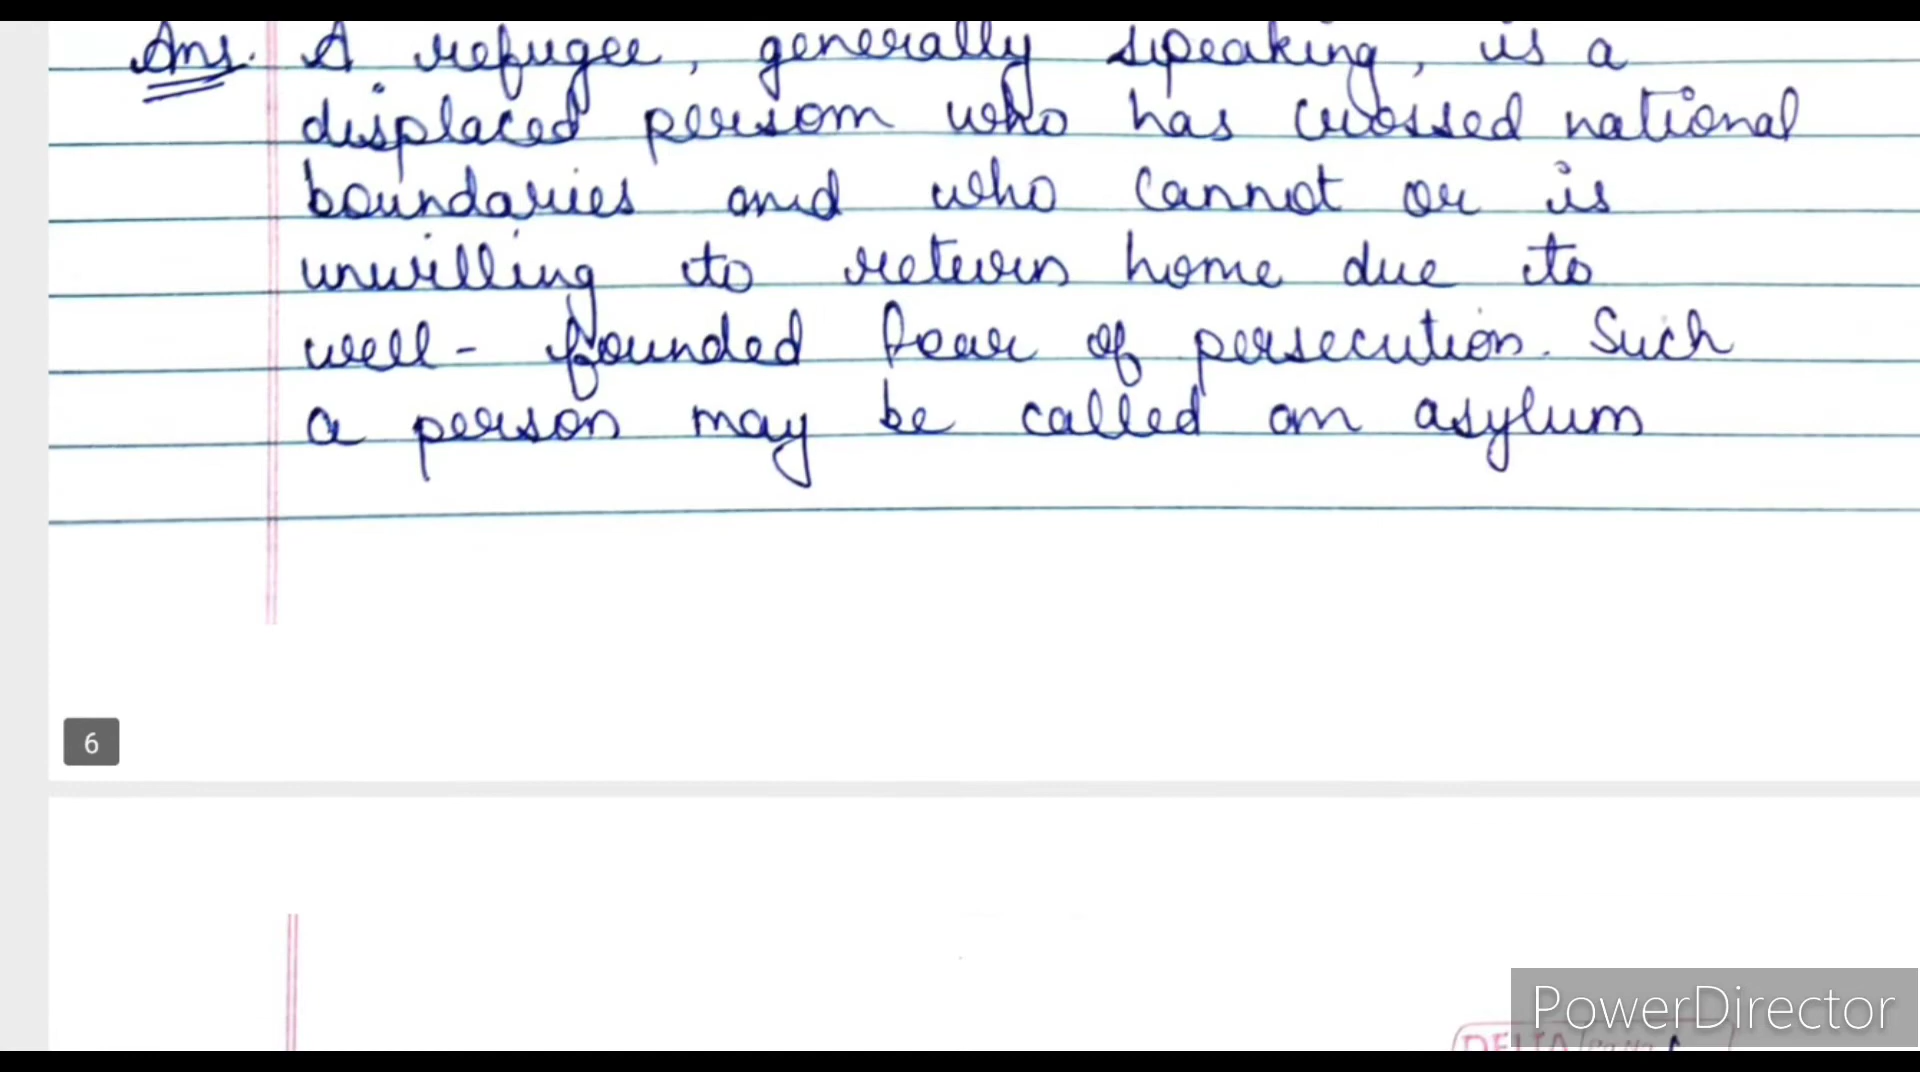 Ans. A refugee, generally speaking, is a
displaced person who has crossed national
boundaries and who cannot or is
unwilling to return home due to
well- founded fear of persecution. Such
a person may be called an asylum
6
PowerDirector
DELTA